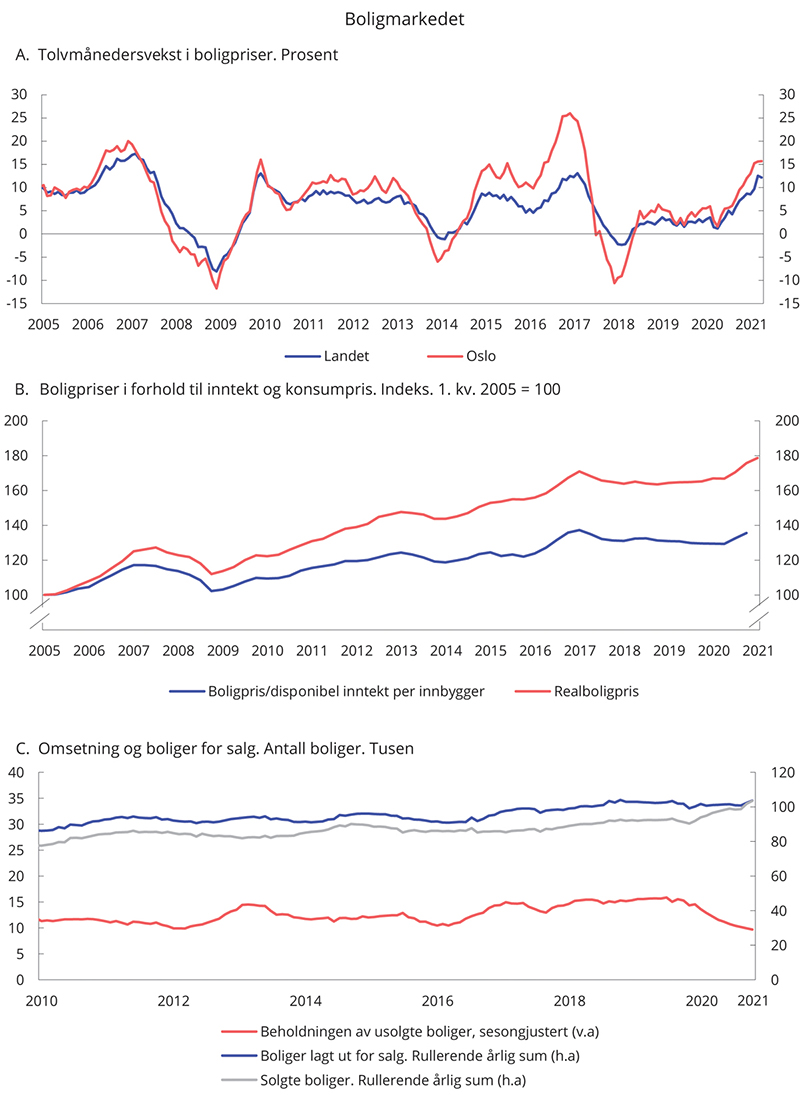 Boligmarkedet
A. Tolvmånedersvekst i boligpriser. Prosent
30 30
25 25
20 20
15 15
10 10
5 5
0 0
-5 -5
-10 -10
-15 -15
2005 2006 2007 2008 2009 2010 2011 2012 2013 2014 2015 2016 2017 2018 2019 2020 2021
Landet Oslo
B. Boligpriser i forhold til inntekt og konsumpris. Indeks. 1. kv. 2005 = 100
200 200
180 180
160 160
140 140
120 120
100 100
2005 2006 2007 2008 2009 2010 2011 2012 2013 2014 2015 2016 2017 2018 2019 2020 2021
Boligpris/disponibel inntekt per innbygger Realboligpris
C. Omsetning og boliger for salg. Antall boliger. Tusen
40 120
35 100
30
25 80
20 60
15
10 40
5 20
0 0
2010 2012 2014 2016 2018 2020 2021
Beholdningen av usolgte boliger, sesongjustert (v.a)
Boliger lagt ut for salg. Rullerende årlig sum (h.a)
Solgte boliger. Rullerende årlig sum (h.a)